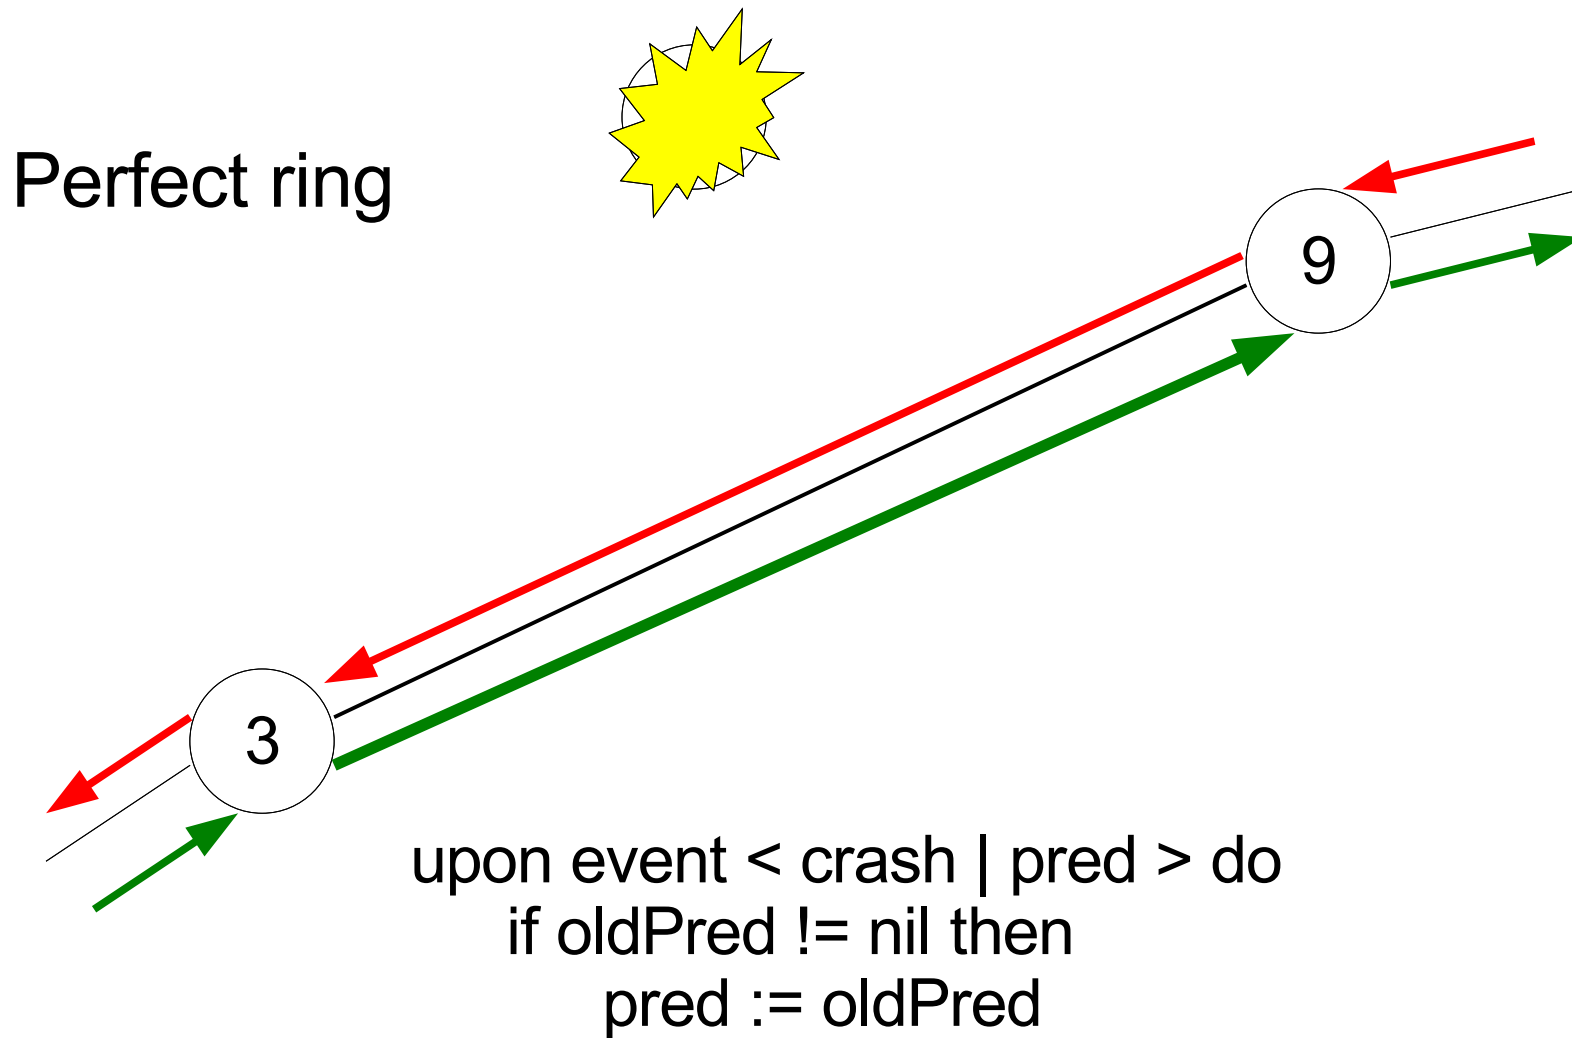 Perfect ring
9
3
upon event < crash | pred > do
if oldPred != nil then
pred := oldPred